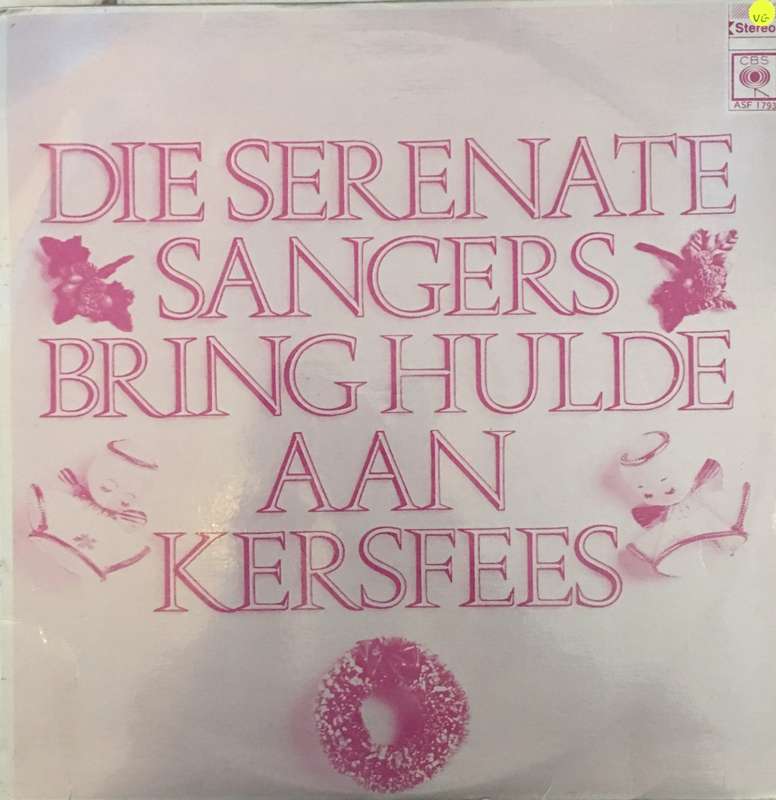 VG
Stereo
CBS
ASF 1793
DIE SERENATE
SANGERS
BRING HULDE
AAN
KERSFEES